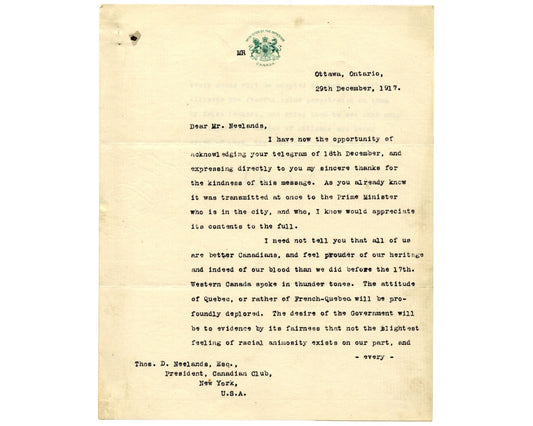 MR
MINISTER OF THE INTERIOR
CANADA
Ottawa, Ontario,
29th December, 1917.
Dear Mr. Neelands,
I have now the opportunity of
acknowledging your telegram of 18th December, and
expressing directly to you my sincere thanks for
the kindness of this message. As you already know
it was transmitted at once to the Prime Minister
who is in the city, and who, I know would appreciate
its contents to the full.
I need not tell you that all of us
are better Canadians, and feel prouder of our heritage
and indeed of our blood than we did before the 17th.
Western Canada spoke in thunder tones. The attitude
of Quebec, or rather of French-Quebec will be pro-
foundly deplored. The desire of the Government will
be to evidence by its fairness that not the slightest
feeling of racial animosity exists on our part, and
- every -
Thos. D. Neelands, Esq.,
President, Canadian Club,
New York,
U.S.A.